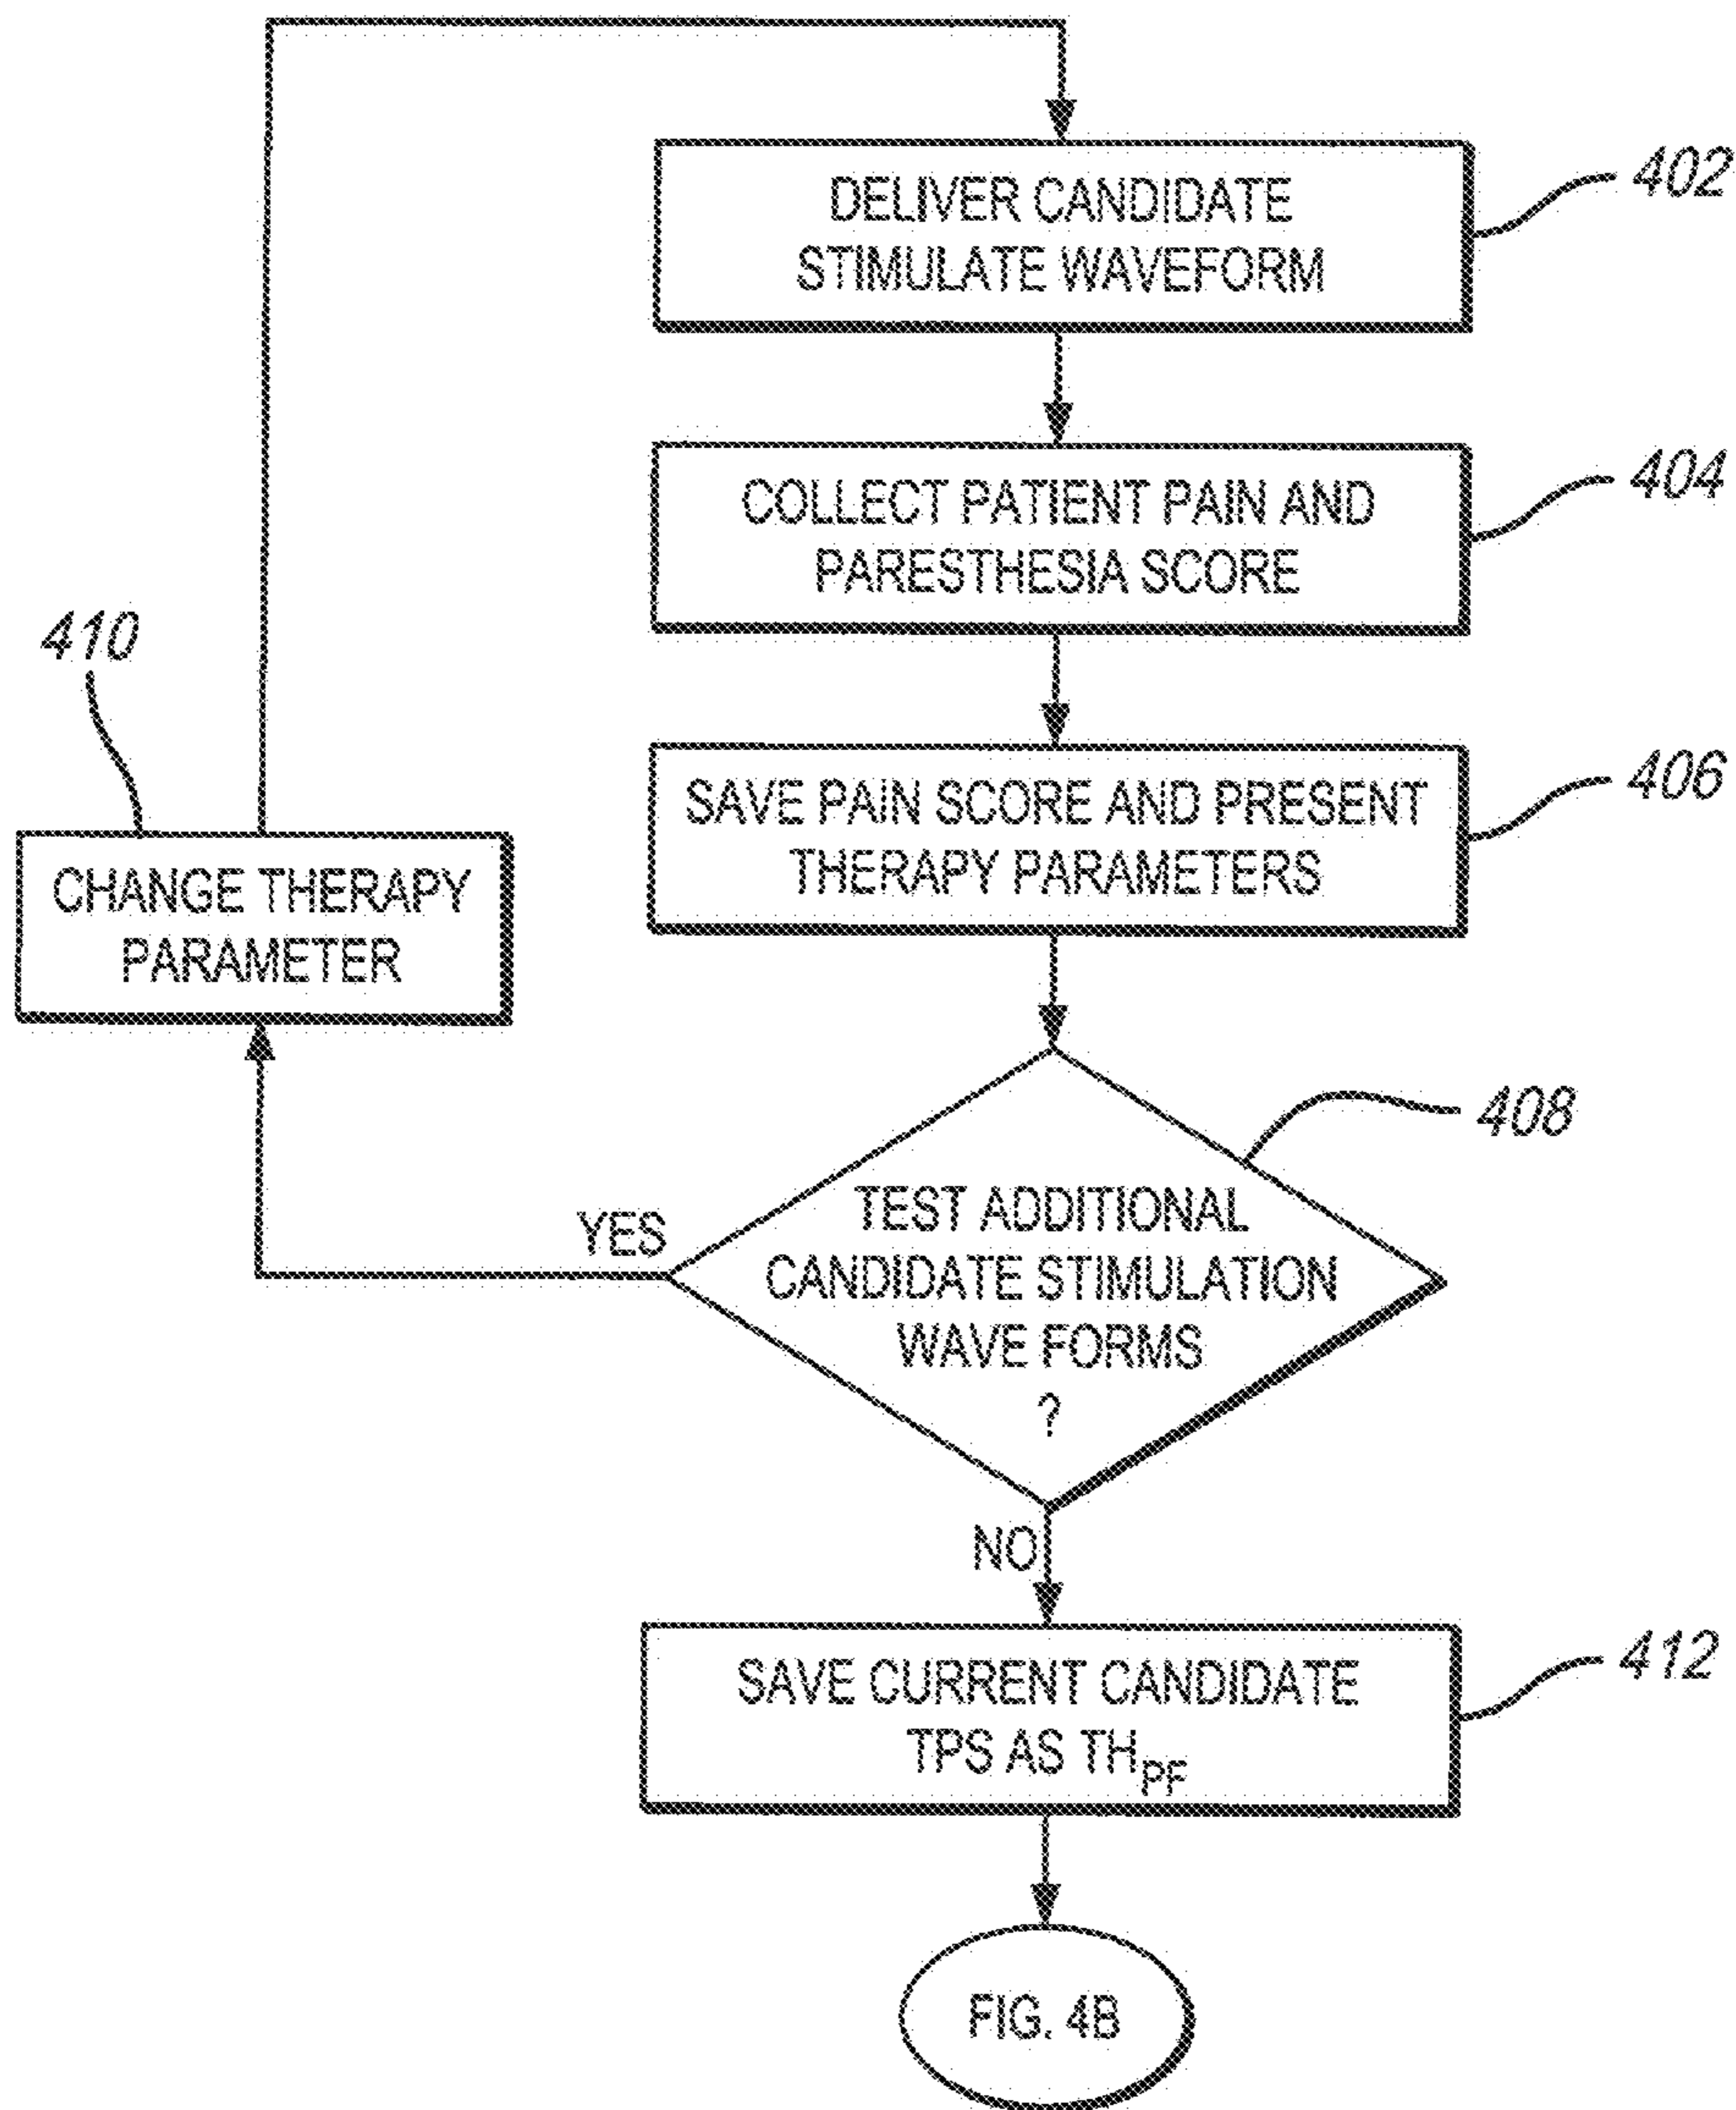 DELIVER CANDIDATE
STIMULATE WAVEFORM
402
COLLECT PATIENT PAIN AND
PARESTHESIA SCORE
404
SAVE PAIN SCORE AND PRESENT
THERAPY PARAMETERS
406
410
CHANGE THERAPY
PARAMETER
408
YES
TEST ADDITIONAL
CANDIDATE STIMULATION
WAVE FORMS
?
NO
SAVE CURRENT CANDIDATE
TPS AS TH_PF
412
FIG. 4B